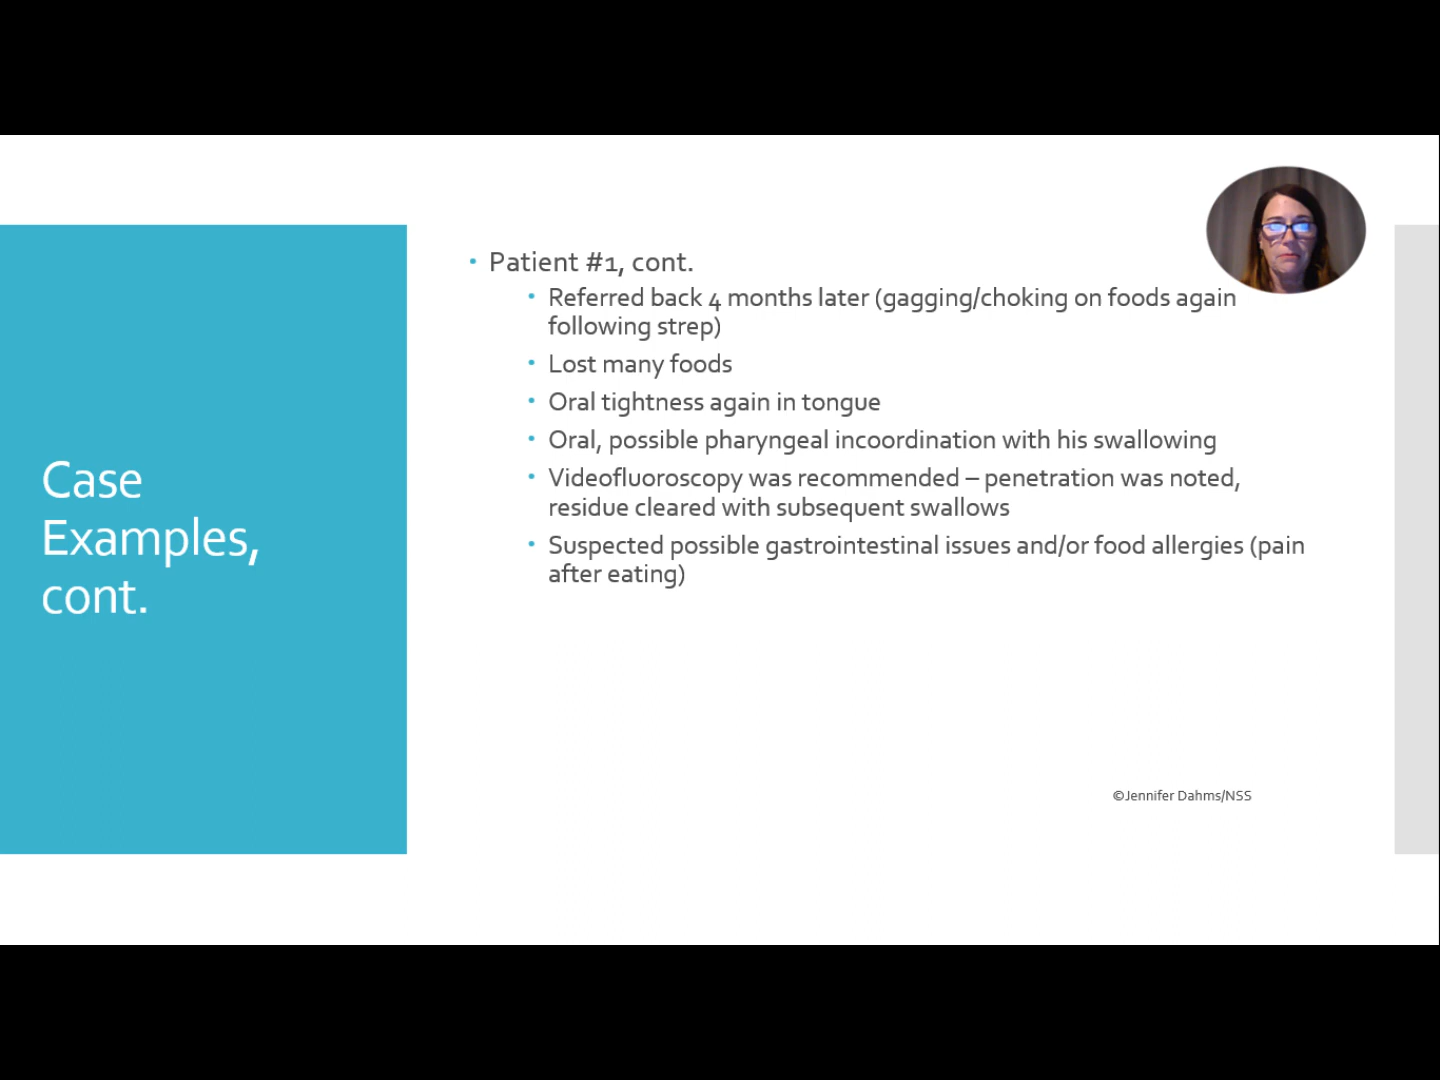 Case
Examples,
cont.
• Patient #1, cont.
• Referred back 4 months later (gagging/choking on foods again
following strep)
• Lost many foods
• Oral tightness again in tongue
• Oral, possible pharyngeal incoordination with his swallowing
• Videofluoroscopy was recommended – penetration was noted,
residue cleared with subsequent swallows
• Suspected possible gastrointestinal issues and/or food allergies (pain
after eating)
©Jennifer Dahms/NSS